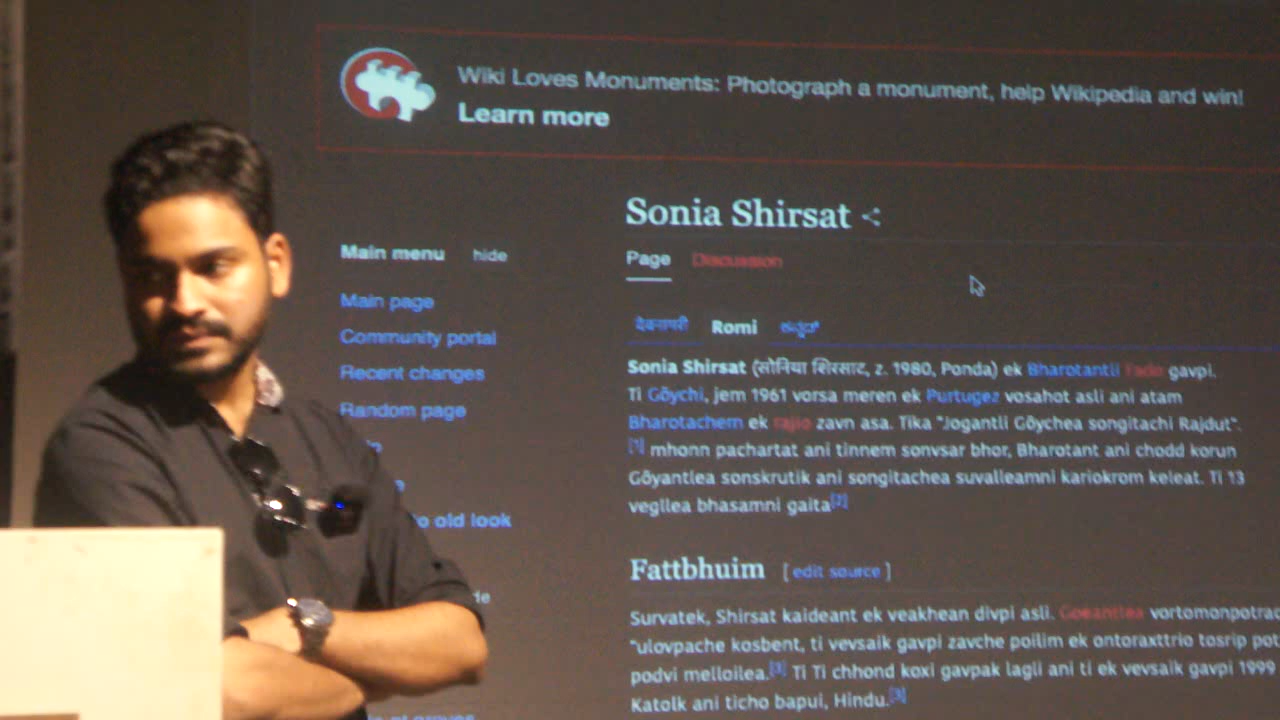 Wiki Loves Monuments: Photograph a monument, help Wikipedia and win!
Learn more
Sonia Shirsat
Main menu hide
Page Discussion
Main page
Community portal
Recent changes
Random page
देवनागरी Romi ಕನ್ನಡ
Sonia Shirsat (सोनिया शिरसाट, z. 1980, Ponda) ek Bharotantli fado gavpi.
Ti Gõychi, jem 1961 vorsa meren ek Purtugez vosahot asli ani atam
Bharotachem ek rajio zavn asa. Tika "Jogantli Gõychea songitachi Rajdut".
[1] mhonn pachartat ani tinnem sonvsar bhor, Bharotant ani chodd korun
Gõyantlea sonskrutik ani songitachea suvalleamni kariokrom keleat. Ti 13
vegllea bhasamni gaita[2]
to old look
Fattbhuim [ edit source ]
Survatek, Shirsat kaideant ek veakhean divpi asli. Goeantlea vortomonpotrac
"ulovpache kosbent, ti vevsaik gavpi zavche poilim ek ontoraxttrio tosrip pot
podvi melloilea.[3] Ti Ti chhond koxi gavpak lagli ani ti ek vevsaik gavpi 1999
Katolk ani ticho bapui, Hindu.[3]